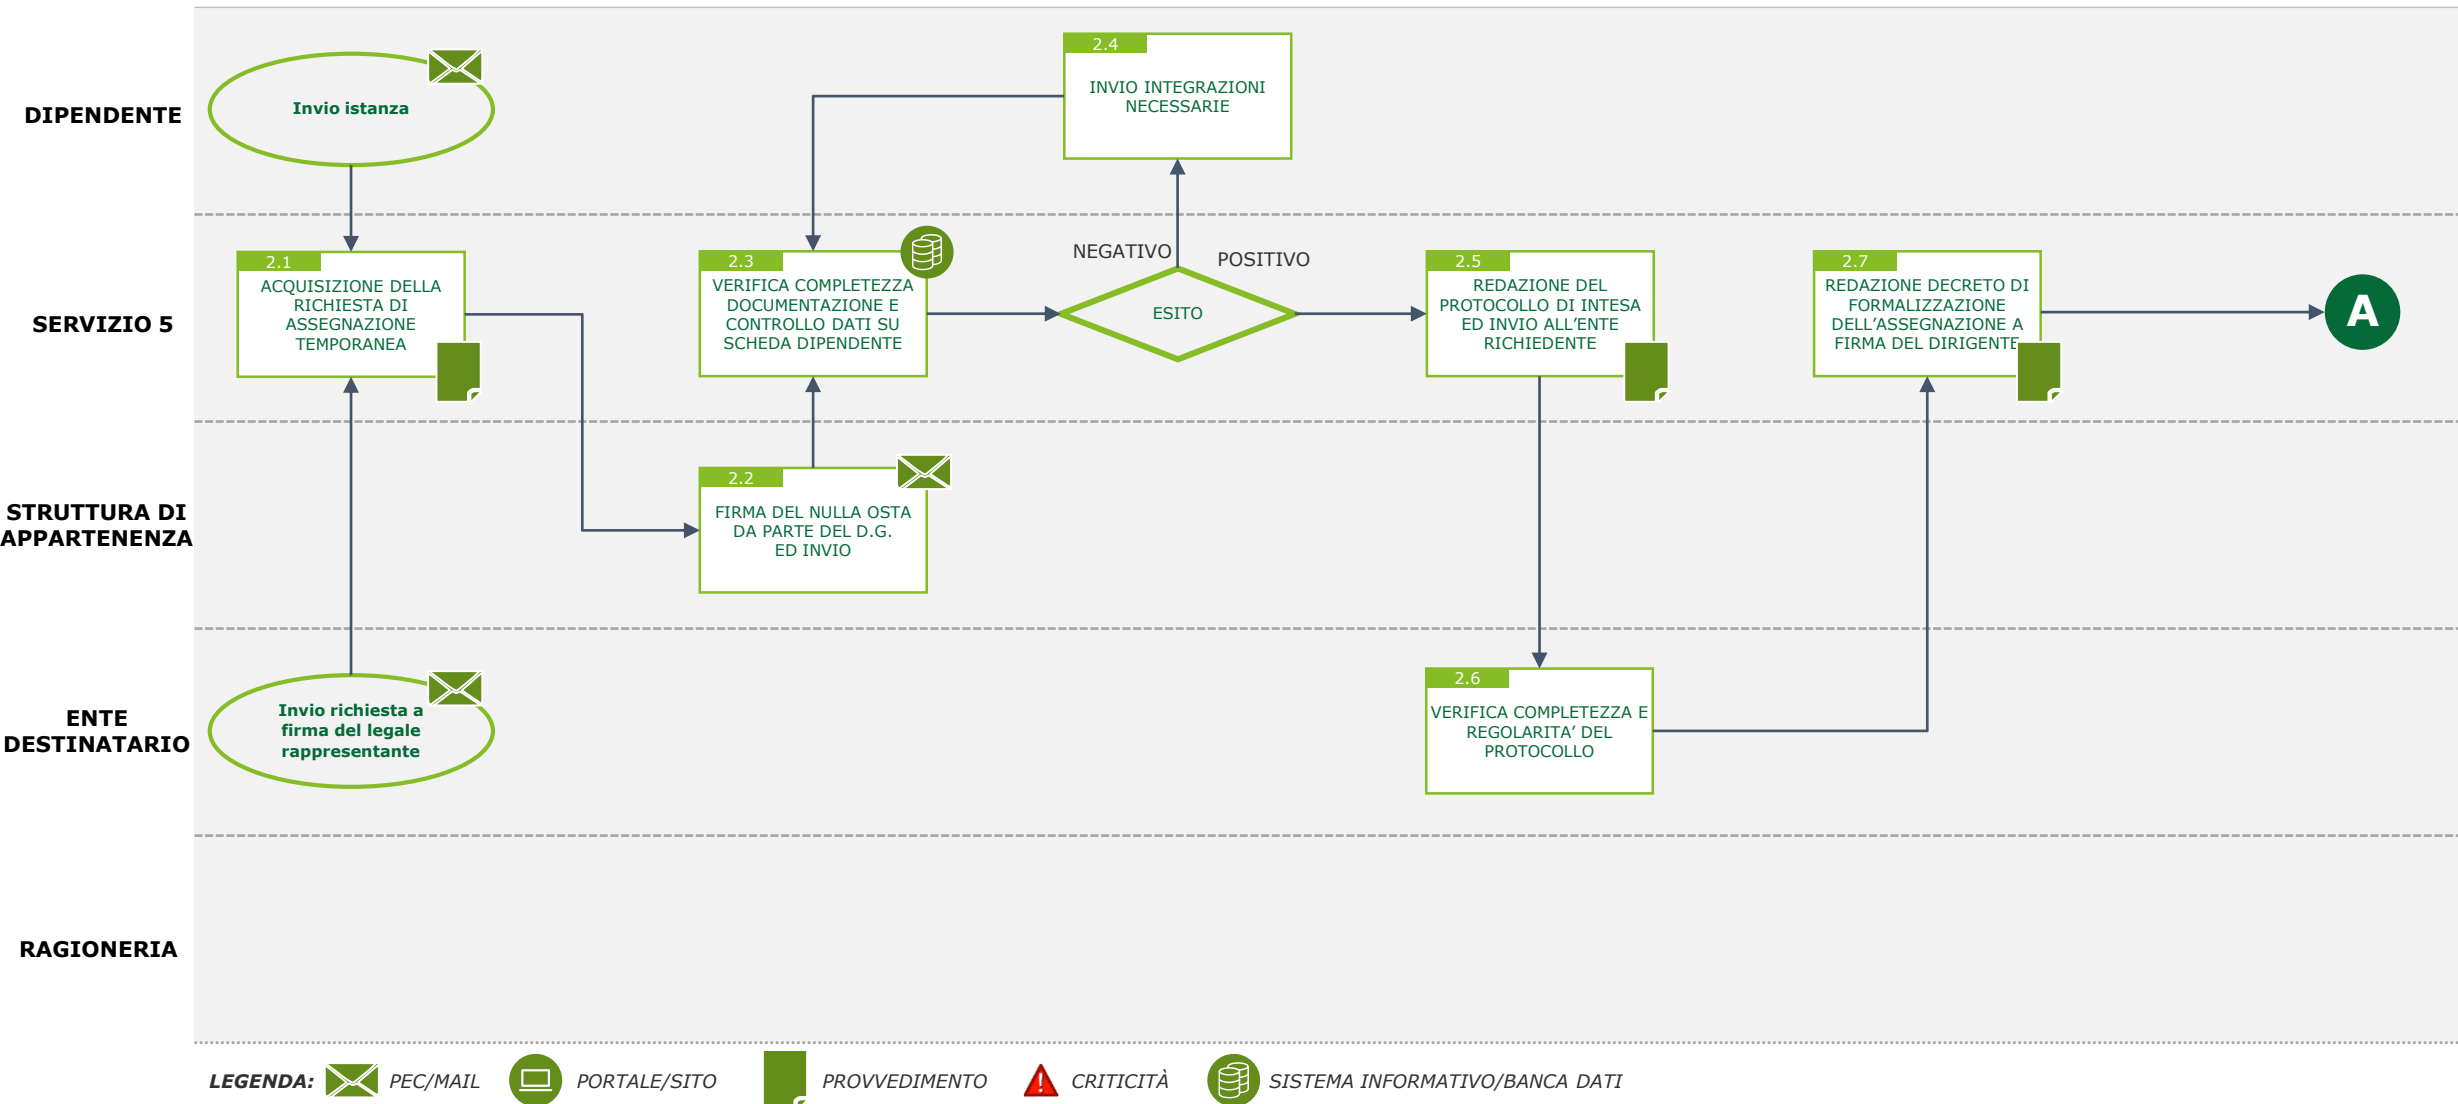 DIPENDENTE
Invio istanza
2.4
INVIO INTEGRAZIONI
NECESSARIE
SERVIZIO 5
2.1
ACQUISIZIONE DELLA
RICHIESTA DI
ASSEGNAZIONE
TEMPORANEA
2.3
VERIFICA COMPLETEZZA
DOCUMENTAZIONE E
CONTROLLO DATI SU
SCHEDA DIPENDENTE
NEGATIVO
POSITIVO
ESITO
2.5
REDAZIONE DEL
PROTOCOLLO DI INTESA
ED INVIO ALL’ENTE
RICHIEDENTE
2.7
REDAZIONE DECRETO DI
FORMALIZZAZIONE
DELL’ASSEGNAZIONE A
FIRMA DEL DIRIGENTE
A
STRUTTURA DI
APPARTENENZA
2.2
FIRMA DEL NULLA OSTA
DA PARTE DEL D.G.
ED INVIO
ENTE
DESTINATARIO
Invio richiesta a
firma del legale
rappresentante
2.6
VERIFICA COMPLETEZZA E
REGOLARITA’ DEL
PROTOCOLLO
RAGIONERIA
LEGENDA:
PEC/MAIL
PORTALE/SITO
PROVVEDIMENTO
CRITICITÀ
SISTEMA INFORMATIVO/BANCA DATI